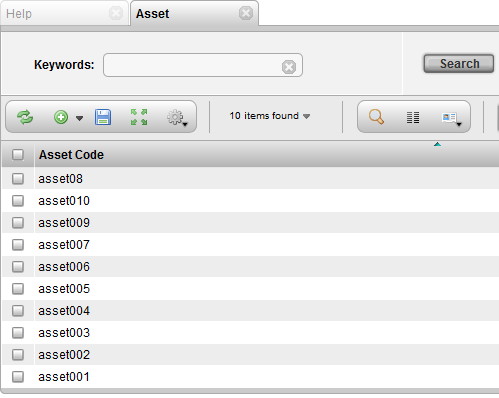 Help
Asset
Keywords:
Search
10 items found
Asset Code
asset08
asset010
asset009
asset007
asset006
asset005
asset004
asset003
asset002
asset001